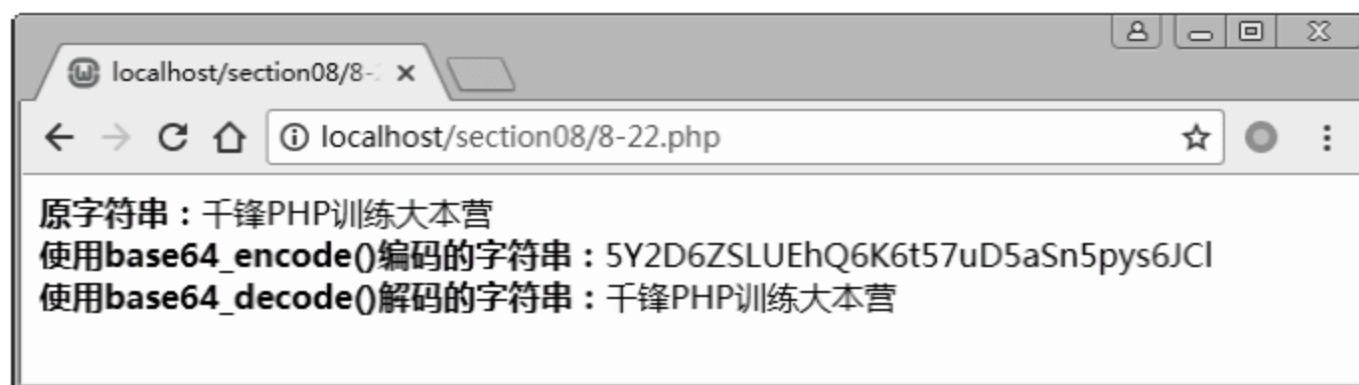 localhost/section08/8-
localhost/section08/8-22.php
原字符串：千锋PHP训练大本营
使用base64_encode()编码的字符串：5Y2D6ZSLUEhQ6K6t57uD5aSn5pys6JCl
使用base64_decode()解码的字符串：千锋PHP训练大本营